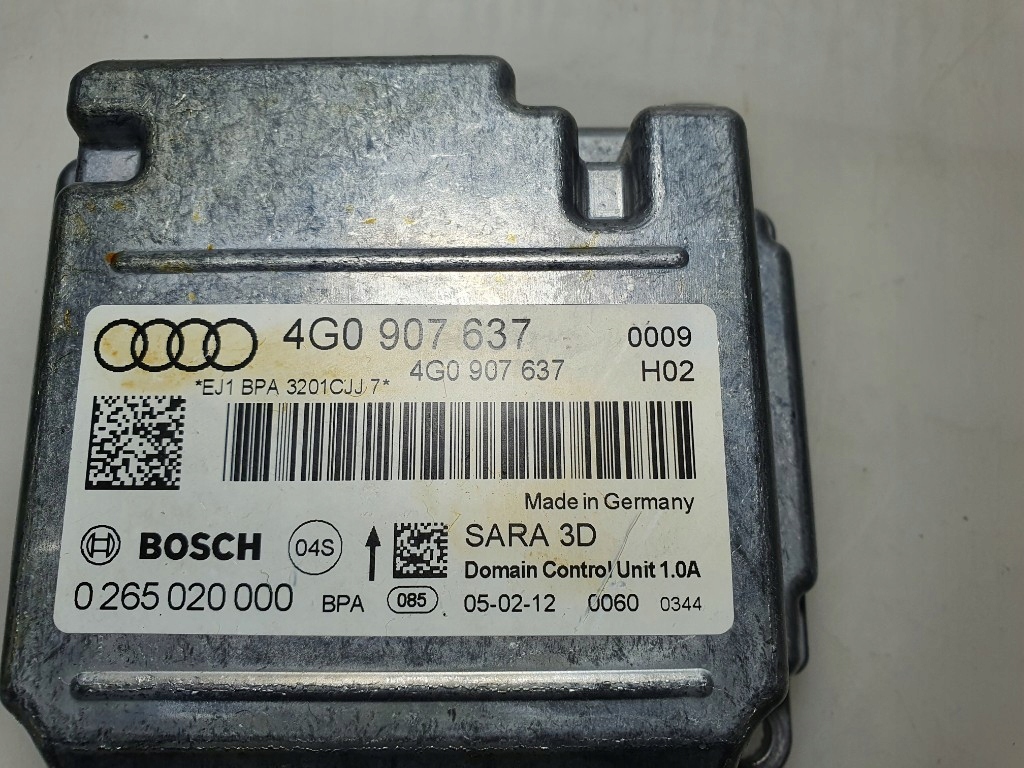 4G0 907 637 0009
4G0 907 637 H02
*EJ1 BPA 3201CJJ 7*
Made in Germany
BOSCH 04S SARA 3D
Domain Control Unit 1.0A
0 265 020 000 BPA 085 05-02-12 0060 0344